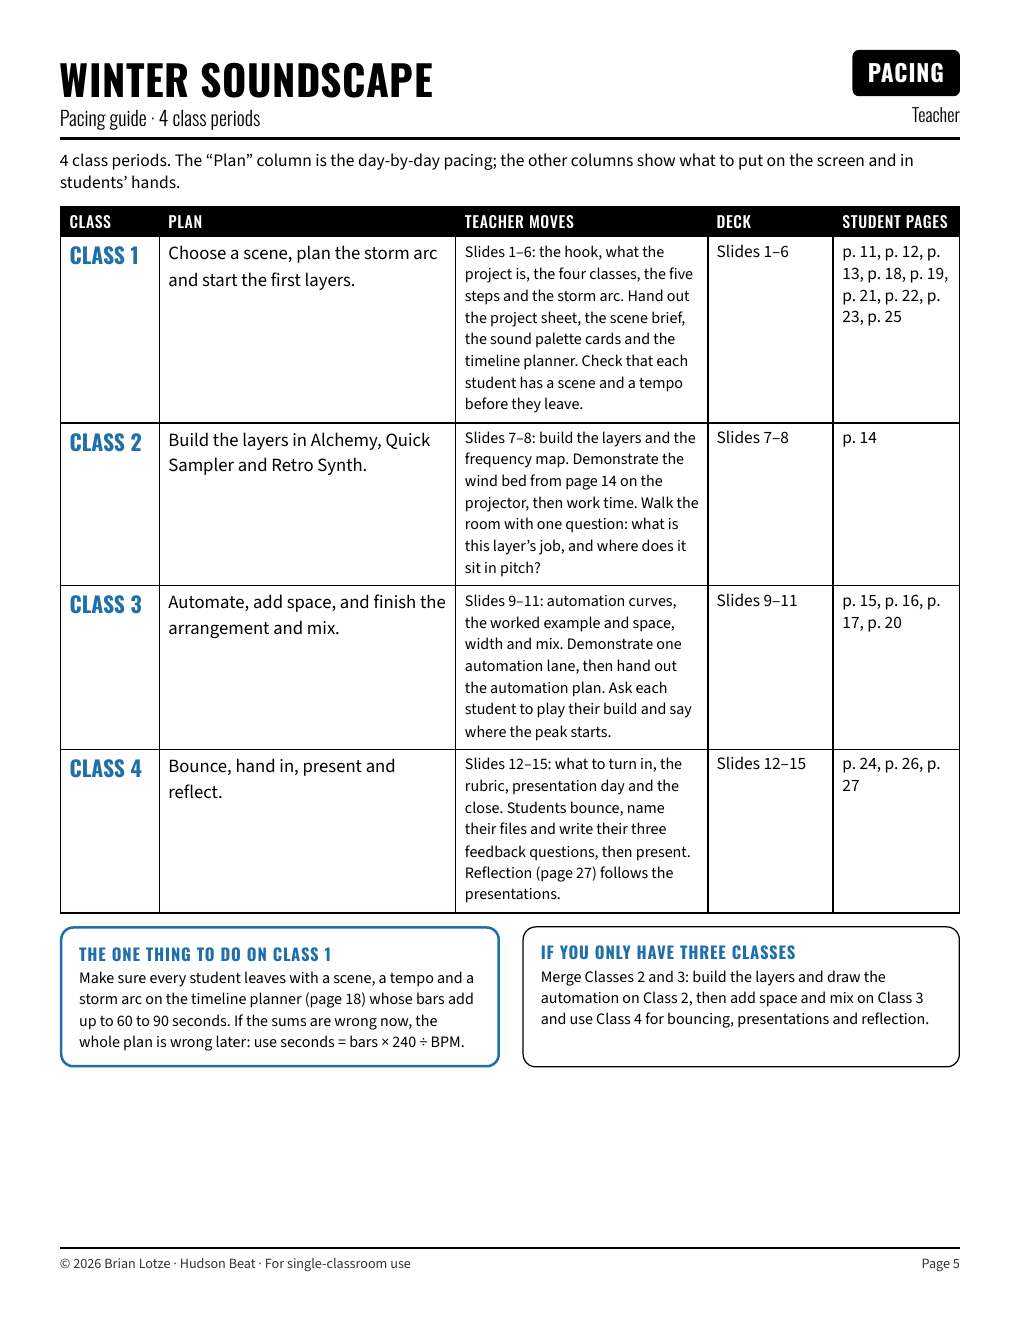 WINTER SOUNDSCAPE
PACING
Pacing guide · 4 class periods
Teacher
4 class periods. The “Plan” column is the day-by-day pacing; the other columns show what to put on the screen and in
students’ hands.
CLASS
PLAN
TEACHER MOVES
DECK
STUDENT PAGES
CLASS 1
Choose a scene, plan the storm arc
and start the first layers.
Slides 1–6: the hook, what the
project is, the four classes, the five
steps and the storm arc. Hand out
the project sheet, the scene brief,
the sound palette cards and the
timeline planner. Check that each
student has a scene and a tempo
before they leave.
Slides 1–6
p. 11, p. 12, p.
13, p. 18, p. 19,
p. 21, p. 22, p.
23, p. 25
CLASS 2
Build the layers in Alchemy, Quick
Sampler and Retro Synth.
Slides 7–8: build the layers and the
frequency map. Demonstrate the
wind bed from page 14 on the
projector, then work time. Walk the
room with one question: what is
this layer’s job, and where does it
sit in pitch?
Slides 7–8
p. 14
CLASS 3
Automate, add space, and finish the
arrangement and mix.
Slides 9–11: automation curves,
the worked example and space,
width and mix. Demonstrate one
automation lane, then hand out
the automation plan. Ask each
student to play their build and say
where the peak starts.
Slides 9–11
p. 15, p. 16, p.
17, p. 20
CLASS 4
Bounce, hand in, present and
reflect.
Slides 12–15: what to turn in, the
rubric, presentation day and the
close. Students bounce, name
their files and write their three
feedback questions, then present.
Reflection (page 27) follows the
presentations.
Slides 12–15
p. 24, p. 26, p.
27
THE ONE THING TO DO ON CLASS 1
Make sure every student leaves with a scene, a tempo and a
storm arc on the timeline planner (page 18) whose bars add
up to 60 to 90 seconds. If the sums are wrong now, the
whole plan is wrong later: use seconds = bars × 240 ÷ BPM.
IF YOU ONLY HAVE THREE CLASSES
Merge Classes 2 and 3: build the layers and draw the
automation on Class 2, then add space and mix on Class 3
and use Class 4 for bouncing, presentations and reflection.
© 2026 Brian Lotze · Hudson Beat · For single-classroom use
Page 5